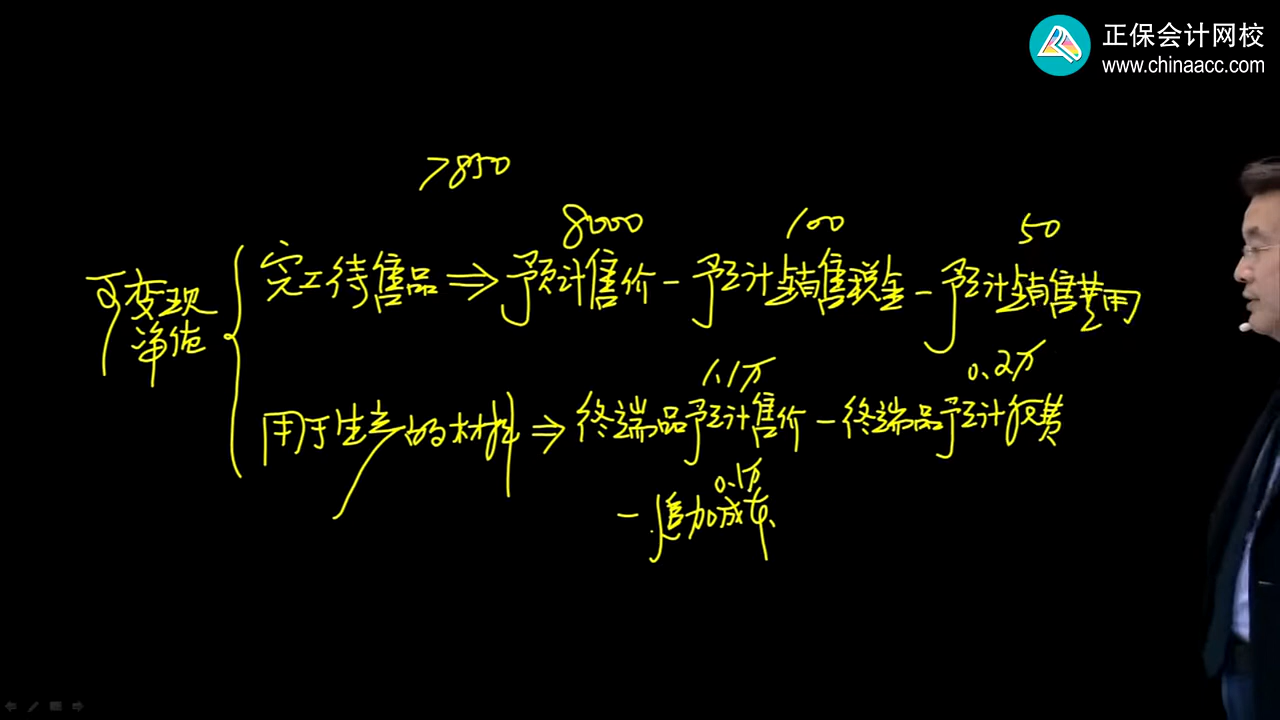 正保会计网校
www.chinaacc.com
7850
8000 100 50
完工待售品 ⇒ 预计售价 - 预计销售税金 - 预计销售费用
可变现
净值
1.1万 0.2万
用于生产的材料 ⇒ 终端品预计售价 - 终端品预计税费
0.1万
- 追加成本